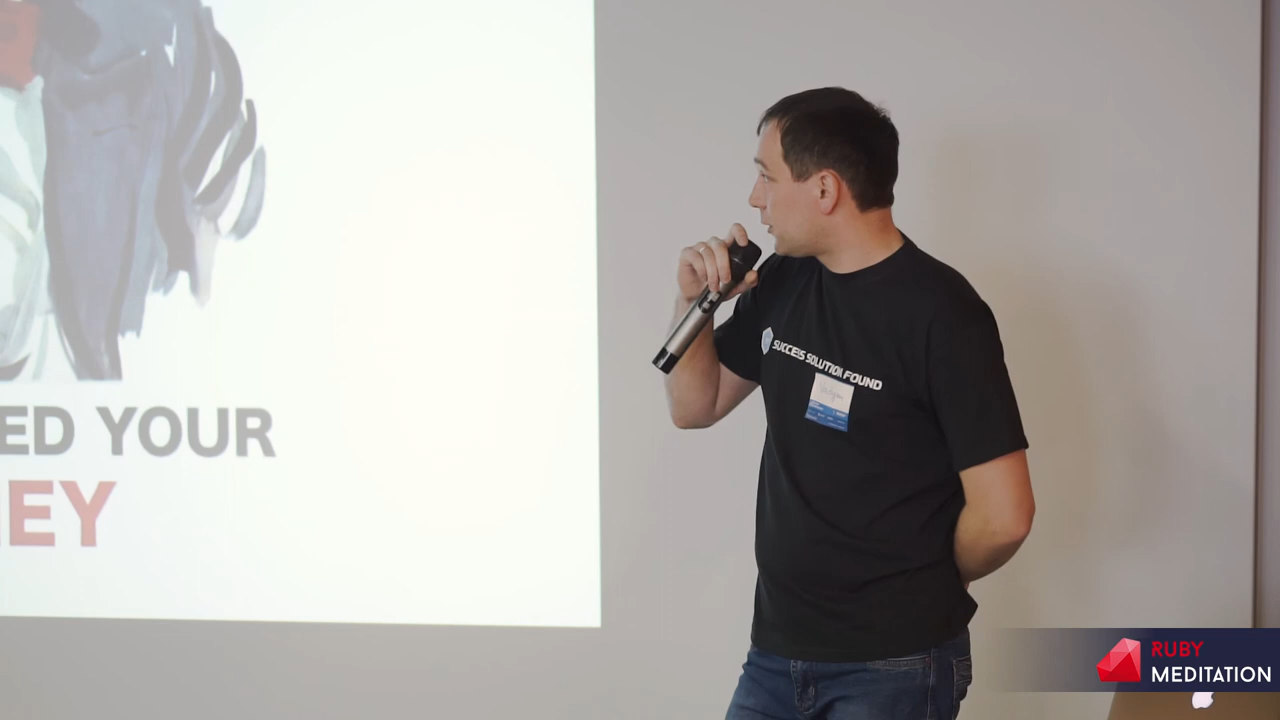 ED YOUR
EY
SUCCESS SOLUTION FOUND
RUBY
MEDITATION